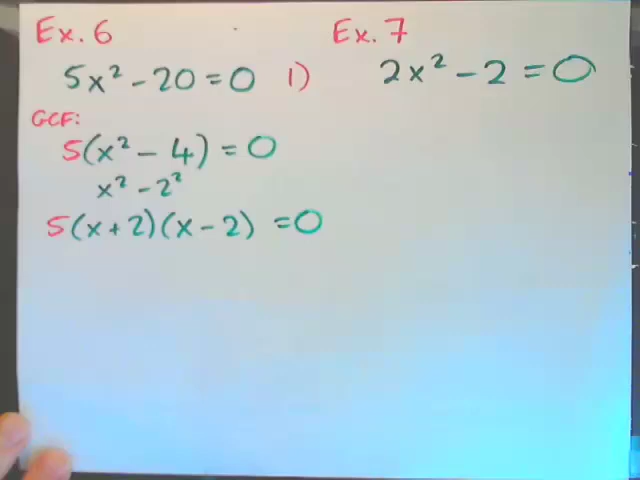 Ex. 6
5x² - 20 = 0 1)
GCF:
5(x² - 4) = 0
x² - 2²
5(x + 2)(x - 2) = 0
Ex. 7
2x² - 2 = 0